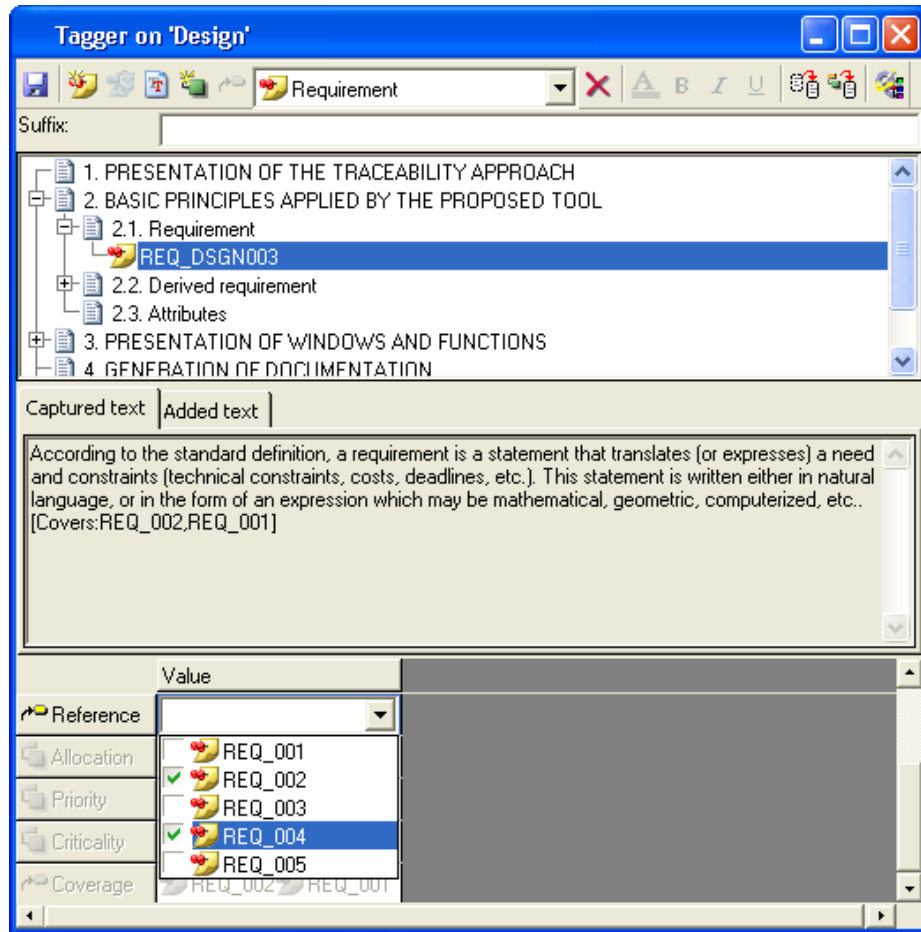 Tagger on 'Design'
Requirement
A B I U
Suffix:
1. PRESENTATION OF THE TRACEABILITY APPROACH
2. BASIC PRINCIPLES APPLIED BY THE PROPOSED TOOL
2.1. Requirement
REQ_DSGN003
2.2. Derived requirement
2.3. Attributes
3. PRESENTATION OF WINDOWS AND FUNCTIONS
4. GENERATION OF DOCUMENTATION
Captured text Added text
According to the standard definition, a requirement is a statement that translates (or expresses) a need
and constraints (technical constraints, costs, deadlines, etc.). This statement is written either in natural
language, or in the form of an expression which may be mathematical, geometric, computerized, etc..
[Covers:REQ_002,REQ_001]
Value
Reference
REQ_001
Allocation
REQ_002
Priority
REQ_003
Criticality
REQ_004
REQ_005
Coverage REQ_002 REQ_001